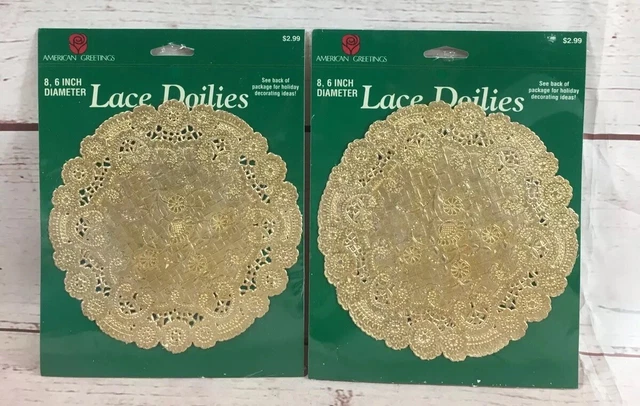 $2.99
AMERICAN GREETINGS
8, 6 INCH
DIAMETER
Lace Doilies
See back of
package for holiday
decorating ideas!
$2.99
AMERICAN GREETINGS
8, 6 INCH
DIAMETER
Lace Doilies
See back of
package for holiday
decorating ideas!